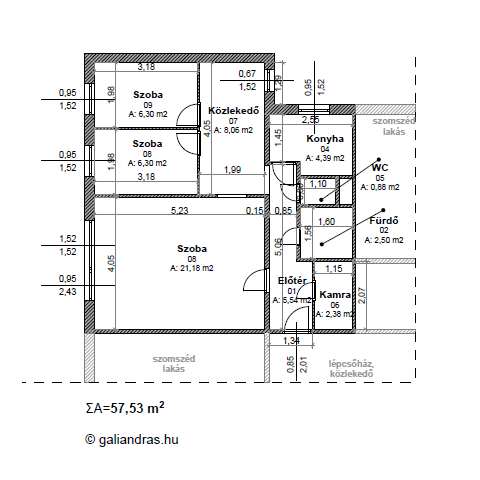 3,18
0,67
1,52
1,29
0,95
1,52
0,95
1,52
1,98
Szoba
09
A: 6,30 m2
Közlekedő
07
A: 8,06 m2
4,05
2,55
szomszéd
lakás
Konyha
04
A: 4,39 m2
1,45
Szoba
08
A: 6,30 m2
0,95
1,52
1,98
3,18
1,99
1,10
WC
05
A: 0,88 m2
5,23
0,15
0,85
1,60
1,56
Fürdő
02
A: 2,50 m2
1,52
1,52
0,95
2,43
4,05
Szoba
08
A: 21,18 m2
5,06
Előtér
01
A: 5,54 m2
1,15
Kamra
06
A: 2,38 m2
2,07
1,34
0,85
2,01
szomszéd
lakás
lépcsőház,
közlekedő
ΣA=57,53 m²
© galiandras.hu